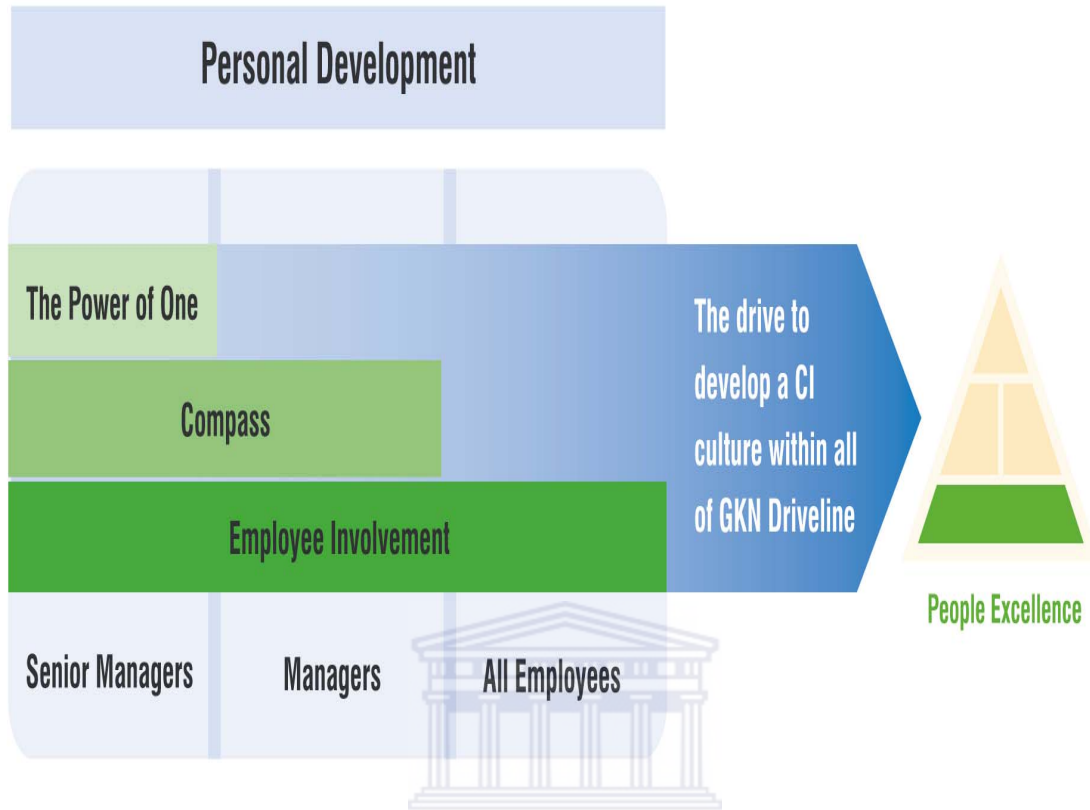 Personal Development
The Power of One
Compass
Employee Involvement
Senior Managers
Managers
All Employees
The drive to
develop a CI
culture within all
of GKN Driveline
People Excellence